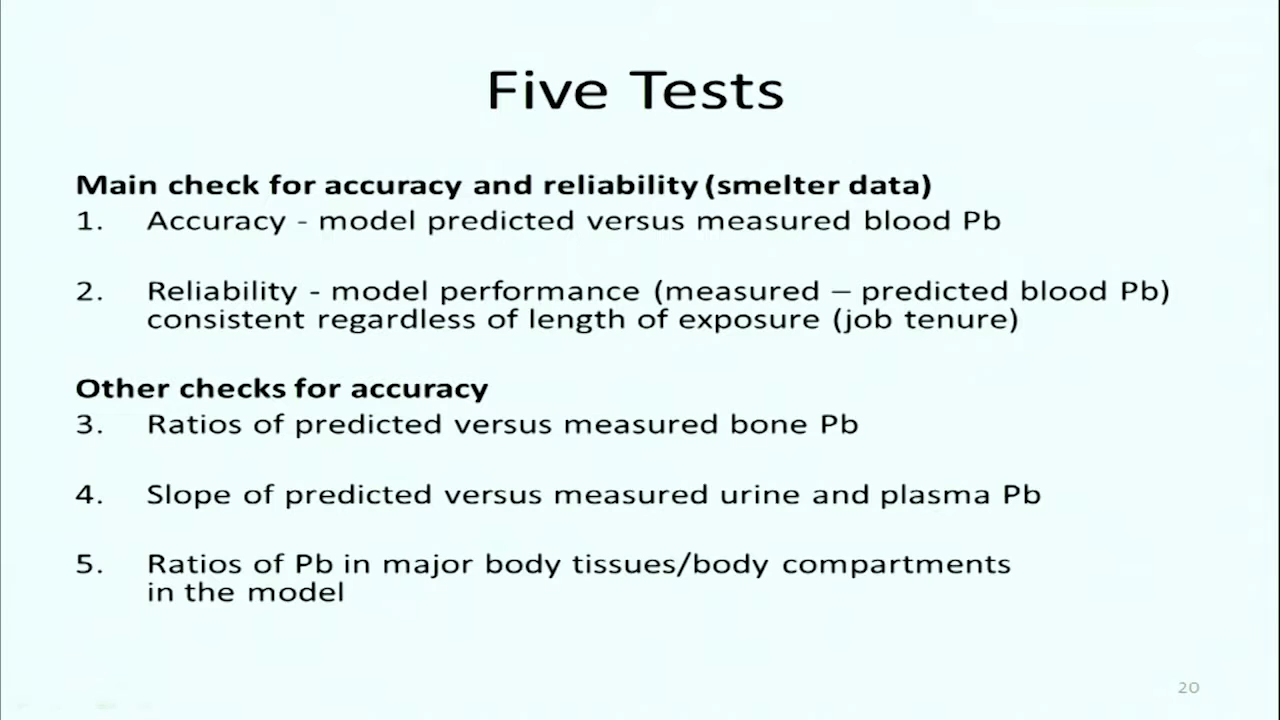 Five Tests
Main check for accuracy and reliability (smelter data)
1. Accuracy - model predicted versus measured blood Pb
2. Reliability - model performance (measured – predicted blood Pb)
consistent regardless of length of exposure (job tenure)
Other checks for accuracy
3. Ratios of predicted versus measured bone Pb
4. Slope of predicted versus measured urine and plasma Pb
5. Ratios of Pb in major body tissues/body compartments
in the model
20